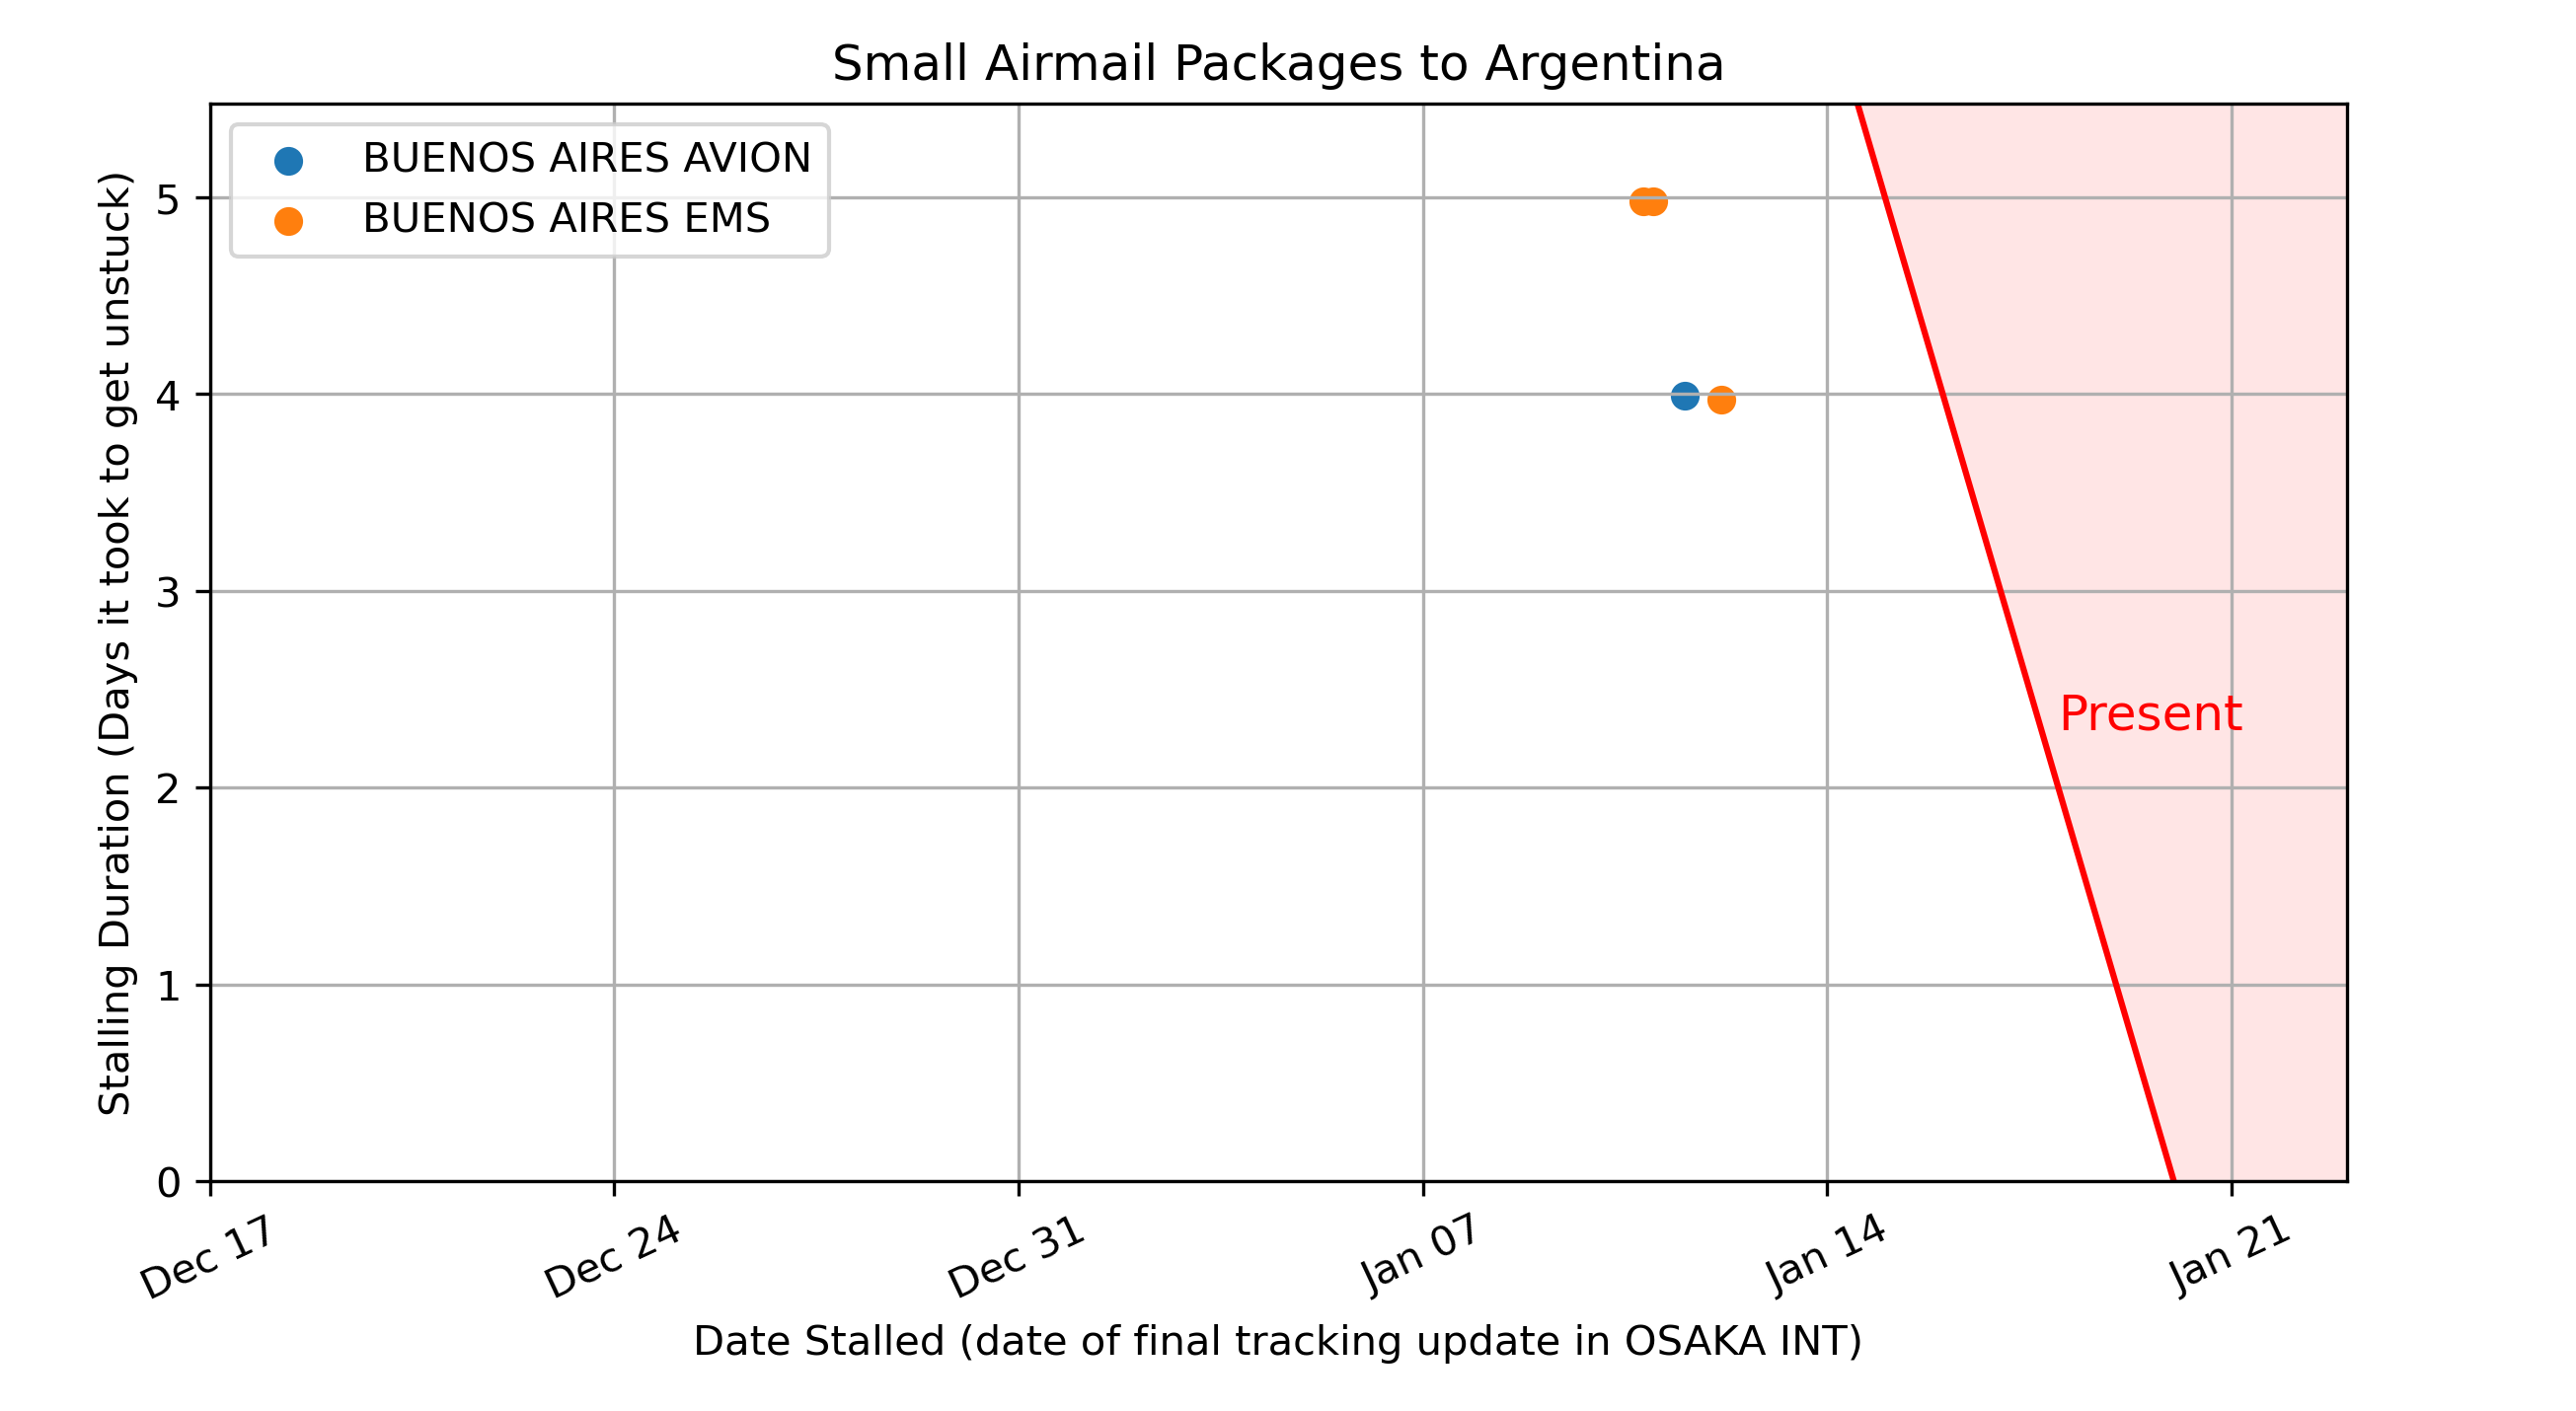 Small Airmail Packages to Argentina
BUENOS AIRES AVION
BUENOS AIRES EMS
Stalling Duration (Days it took to get unstuck)
5
4
3
2
1
0
Present
Dec 17
Dec 24
Dec 31
Jan 07
Jan 14
Jan 21
Date Stalled (date of final tracking update in OSAKA INT)